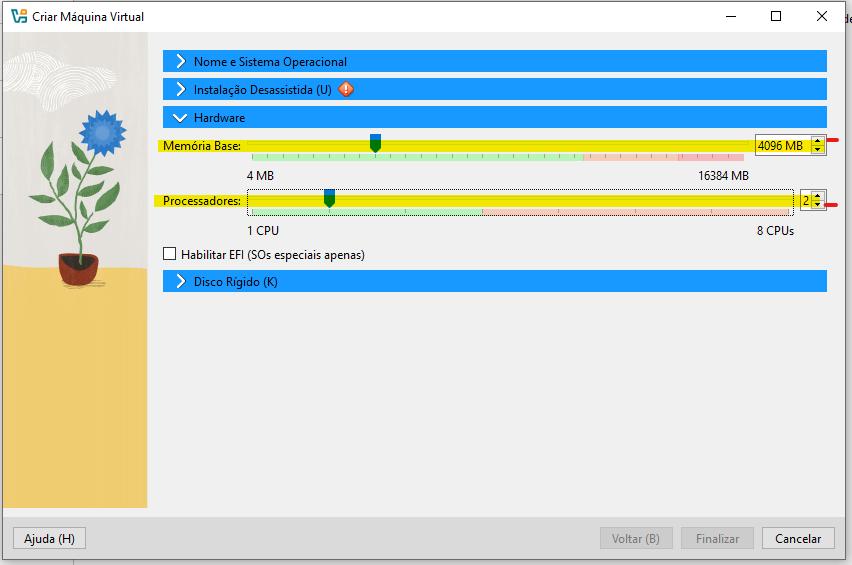 Criar Máquina Virtual
Nome e Sistema Operacional
Instalação Desassistida (U)
Hardware
Memória Base:
4096 MB
4 MB
16384 MB
Processadores:
2
1 CPU
8 CPUs
Habilitar EFI (SOs especiais apenas)
Disco Rígido (K)
Ajuda (H)
Voltar (B)
Finalizar
Cancelar